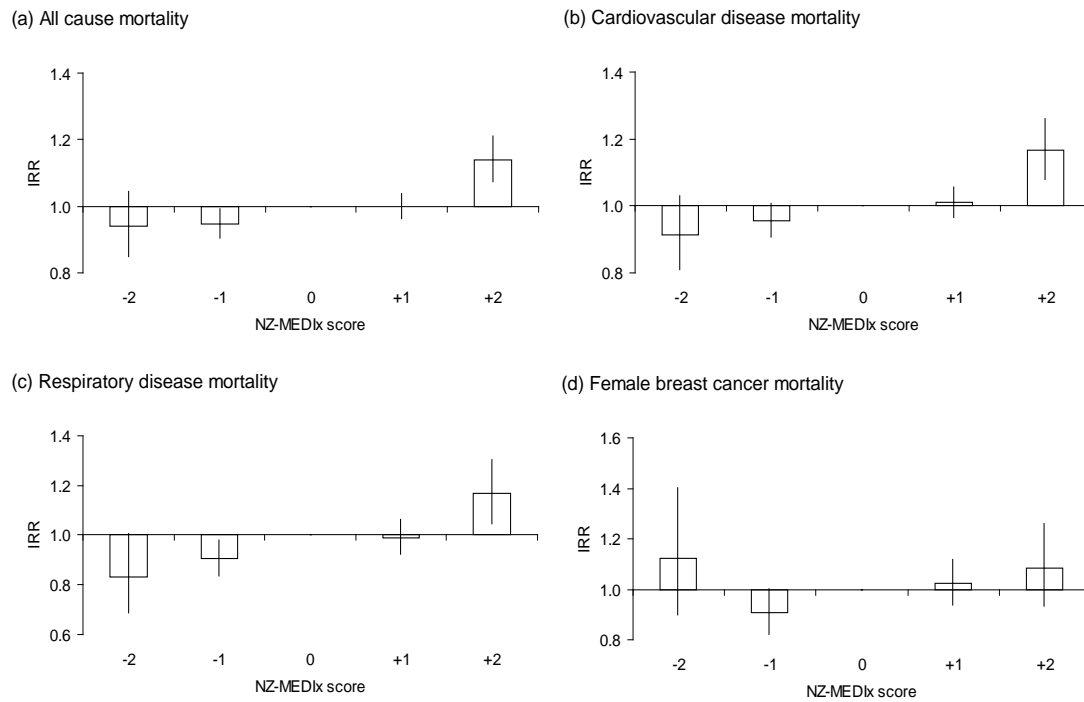 (a) All cause mortality
1.4
1.2
1.0
0.8
IRR
-2 -1 0 +1 +2
NZ-MEDIx score
(b) Cardiovascular disease mortality
1.4
1.2
1.0
0.8
IRR
-2 -1 0 +1 +2
NZ-MEDIx score
(c) Respiratory disease mortality
1.4
1.2
1.0
0.8
0.6
IRR
-2 -1 0 +1 +2
NZ-MEDIx score
(d) Female breast cancer mortality
1.6
1.4
1.2
1.0
0.8
IRR
-2 -1 0 +1 +2
NZ-MEDIx score